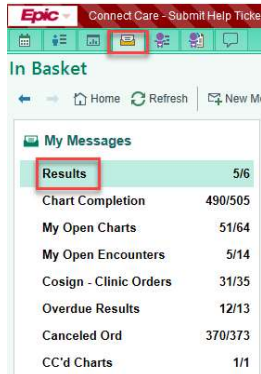 Epic Connect Care - Submit Help Ticke
In Basket
Home Refresh New M
My Messages
Results 5/6
Chart Completion 490/505
My Open Charts 51/64
My Open Encounters 5/14
Cosign - Clinic Orders 31/35
Overdue Results 12/13
Canceled Ord 370/373
CC'd Charts 1/1